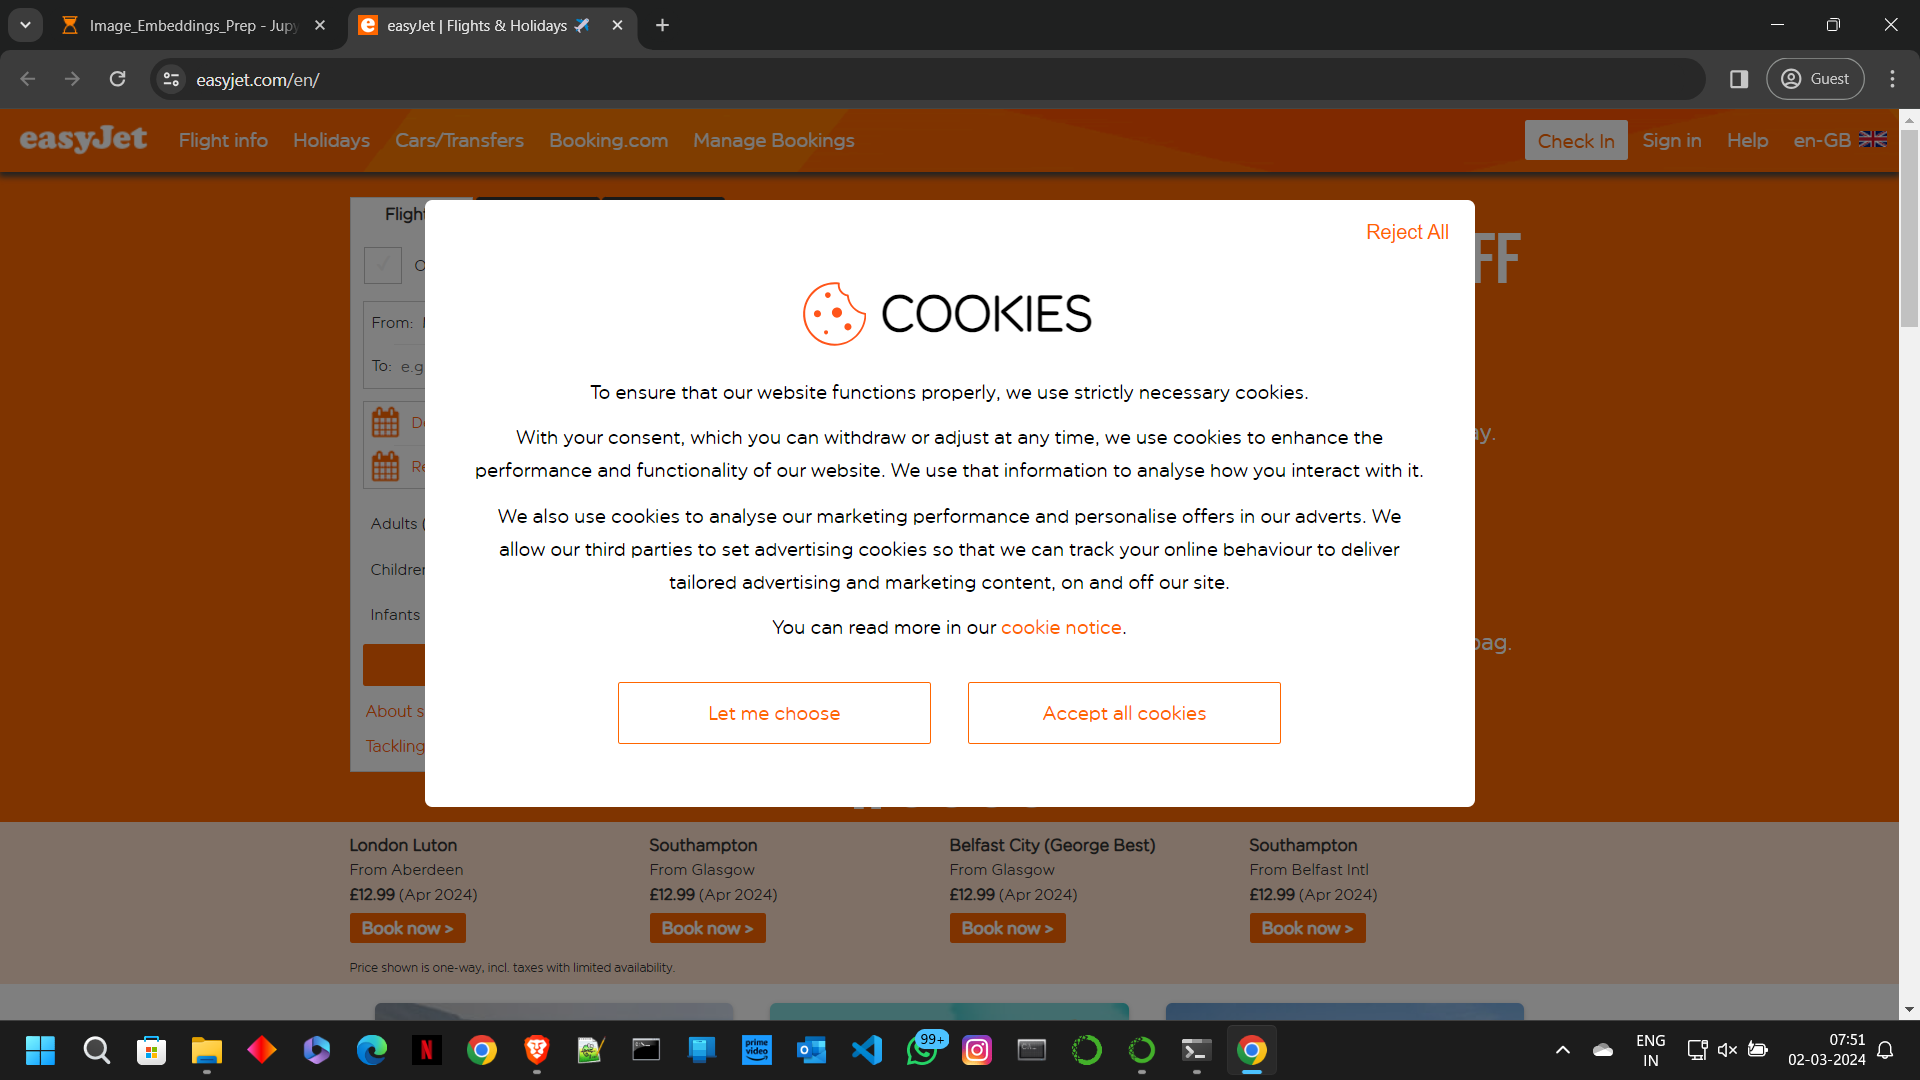 Image_Embeddings_Prep - Jupy
easyJet | Flights & Holidays
easyjet.com/en/
Guest
easyJet
Flight info
Holidays
Cars/Transfers
Booking.com
Manage Bookings
Check In
Sign in
Help
en-GB
Flight
FF
Reject All
COOKIES
From:
To: e.g
To ensure that our website functions properly, we use strictly necessary cookies.
With your consent, which you can withdraw or adjust at any time, we use cookies to enhance the
performance and functionality of our website. We use that information to analyse how you interact with it.
We also use cookies to analyse our marketing performance and personalise offers in our adverts. We
allow our third parties to set advertising cookies so that we can track your online behaviour to deliver
tailored advertising and marketing content, on and off our site.
You can read more in our cookie notice.
Let me choose
Accept all cookies
ay.
bag.
Adults (
Children
Infants
About s
Tackling
London Luton
From Aberdeen
£12.99 (Apr 2024)
Book now >
Southampton
From Glasgow
£12.99 (Apr 2024)
Book now >
Belfast City (George Best)
From Glasgow
£12.99 (Apr 2024)
Book now >
Southampton
From Belfast Intl
£12.99 (Apr 2024)
Book now >
Price shown is one-way, incl. taxes with limited availability.
N
prime
video
99+
ENG
IN
07:51
02-03-2024